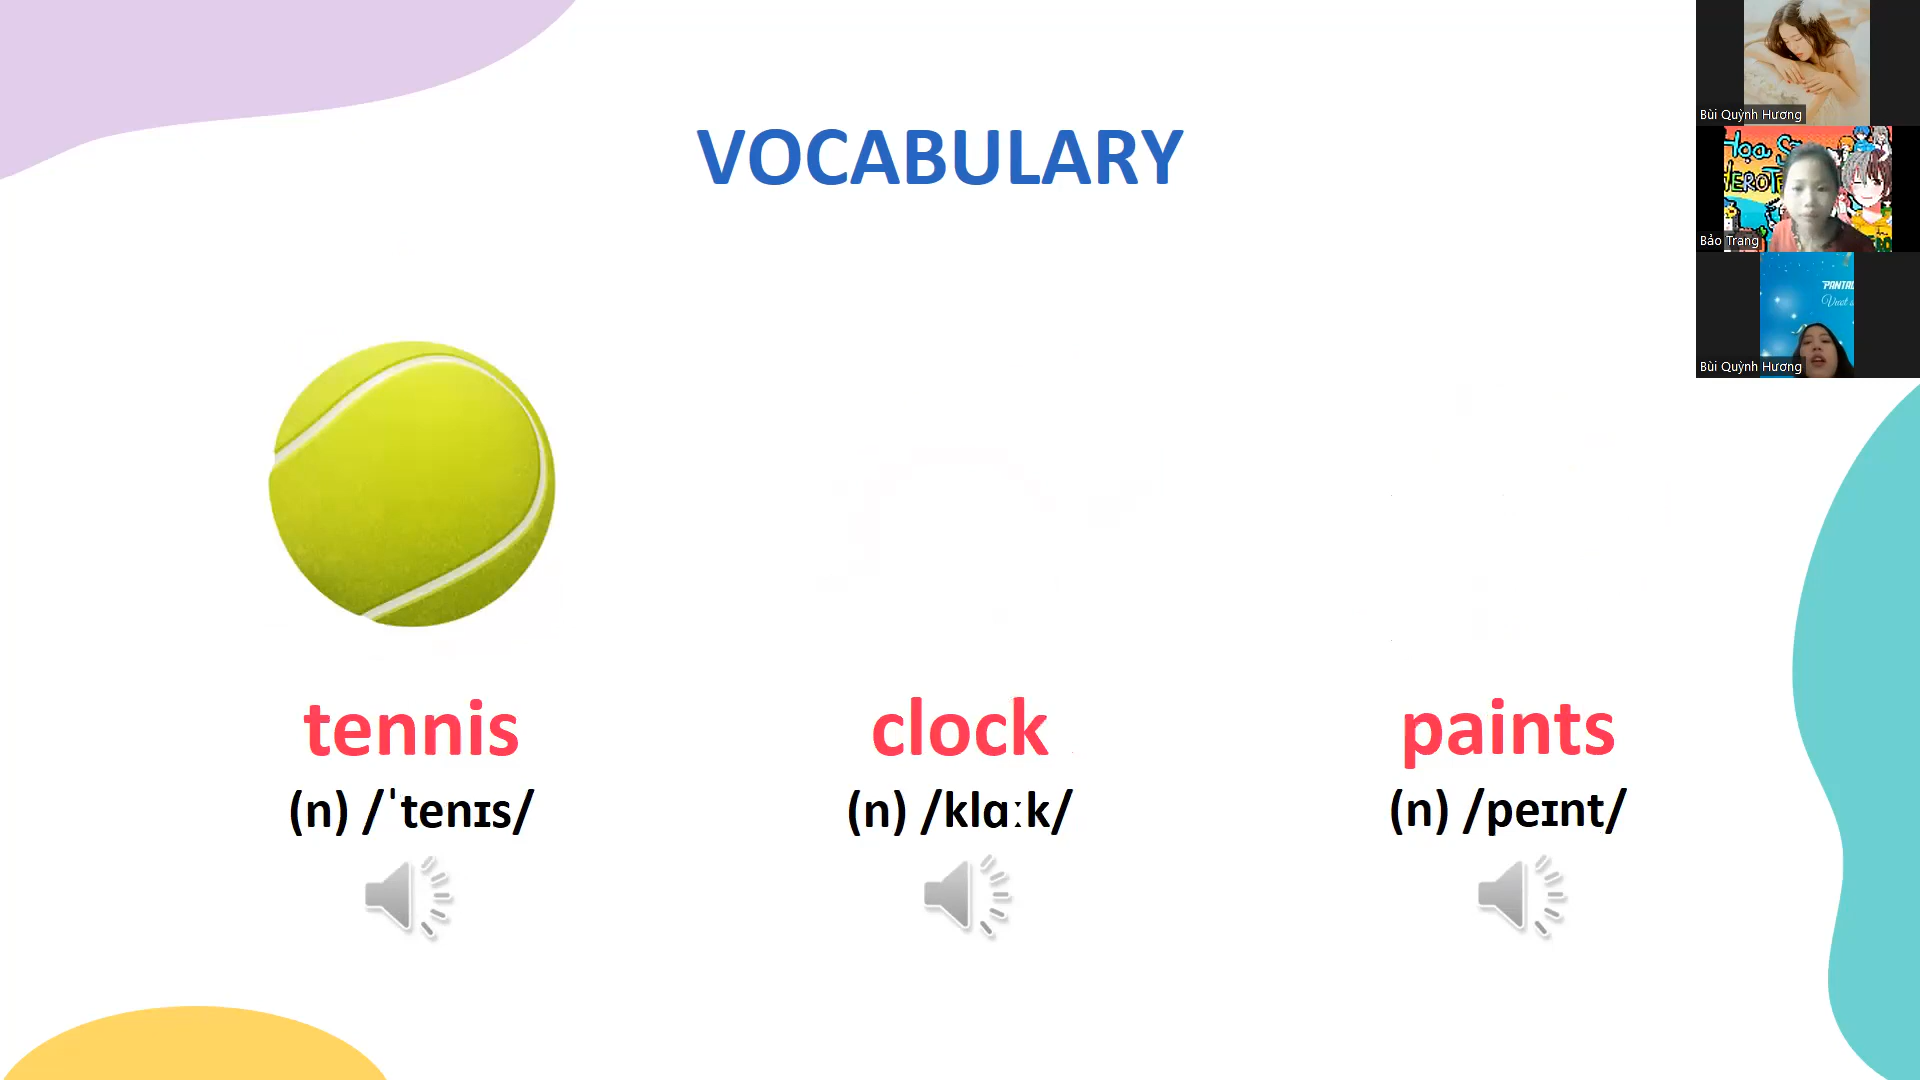 VOCABULARY
tennis
(n) /ˈtenɪs/
clock
(n) /klɑːk/
paints
(n) /peɪnt/
Bùi Quỳnh Hương
Bảo Trang
Bùi Quỳnh Hương